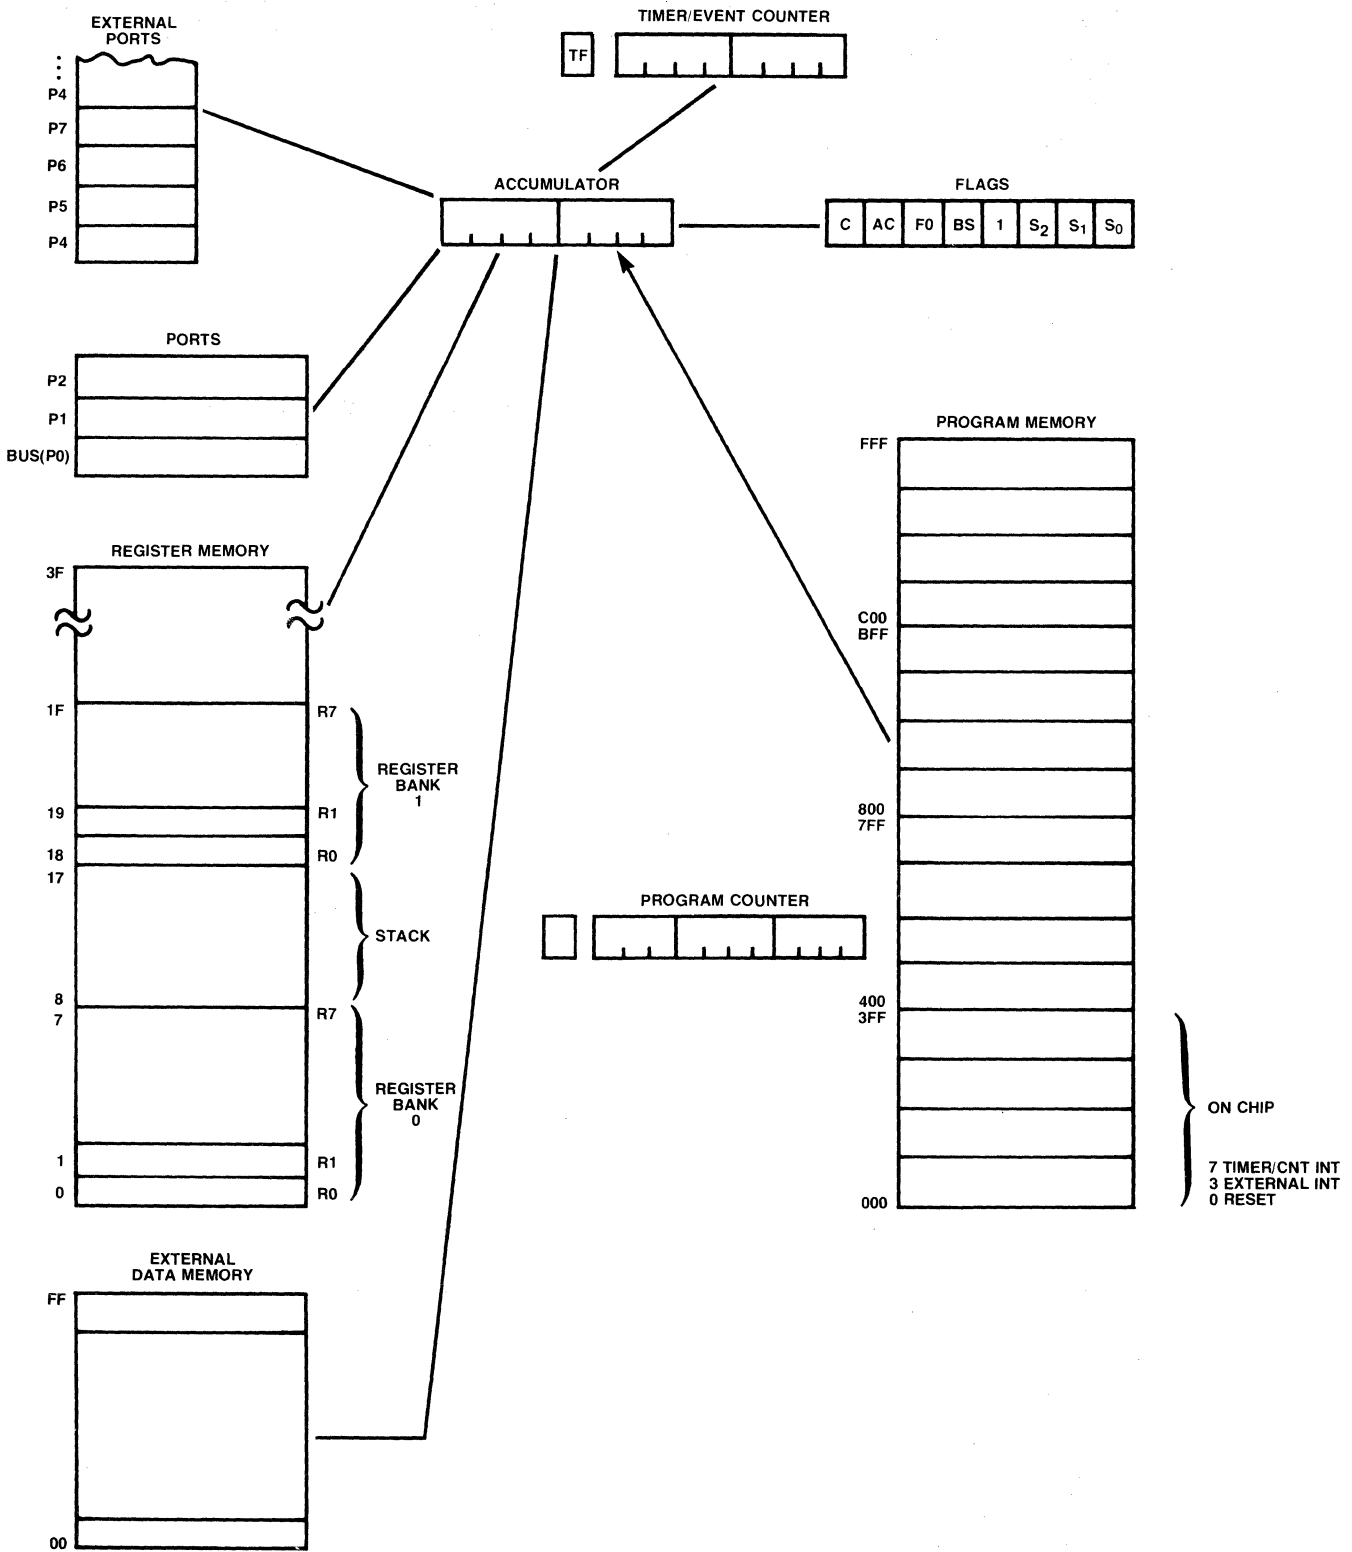 EXTERNAL
PORTS
P4
P7
P6
P5
P4
TIMER/EVENT COUNTER
TF
ACCUMULATOR
FLAGS
C AC F0 BS 1 S2 S1 S0
PORTS
P2
P1
BUS(P0)
REGISTER MEMORY
3F
1F
19
18
17
8
7
1
0
R7
R1
R0
R7
R1
R0
REGISTER
BANK
1
STACK
REGISTER
BANK
0
EXTERNAL
DATA MEMORY
FF
00
PROGRAM COUNTER
PROGRAM MEMORY
FFF
C00
BFF
800
7FF
400
3FF
000
ON CHIP
7 TIMER/CNT INT
3 EXTERNAL INT
0 RESET